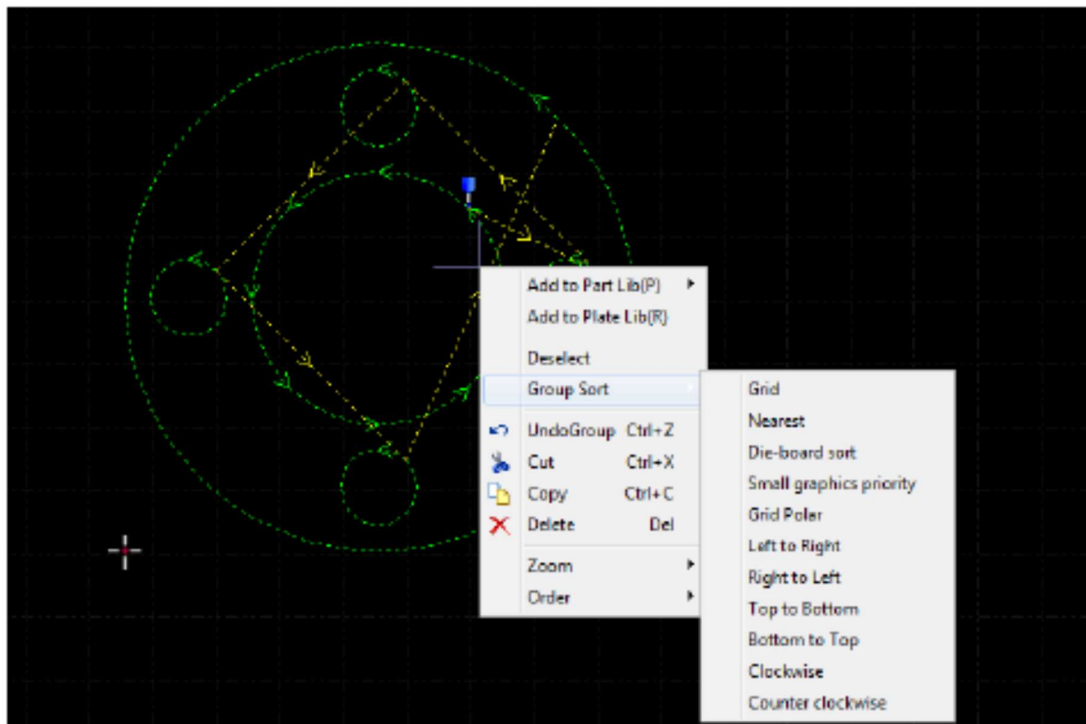 Add to Part Lib(P)
Add to Plate Lib(R)
Deselect
Group Sort
UndoGroup Ctrl+Z
Cut Ctrl+X
Copy Ctrl+C
Delete Del
Zoom
Order
Grid
Nearest
Die-board sort
Small graphics priority
Grid Polar
Left to Right
Right to Left
Top to Bottom
Bottom to Top
Clockwise
Counter clockwise